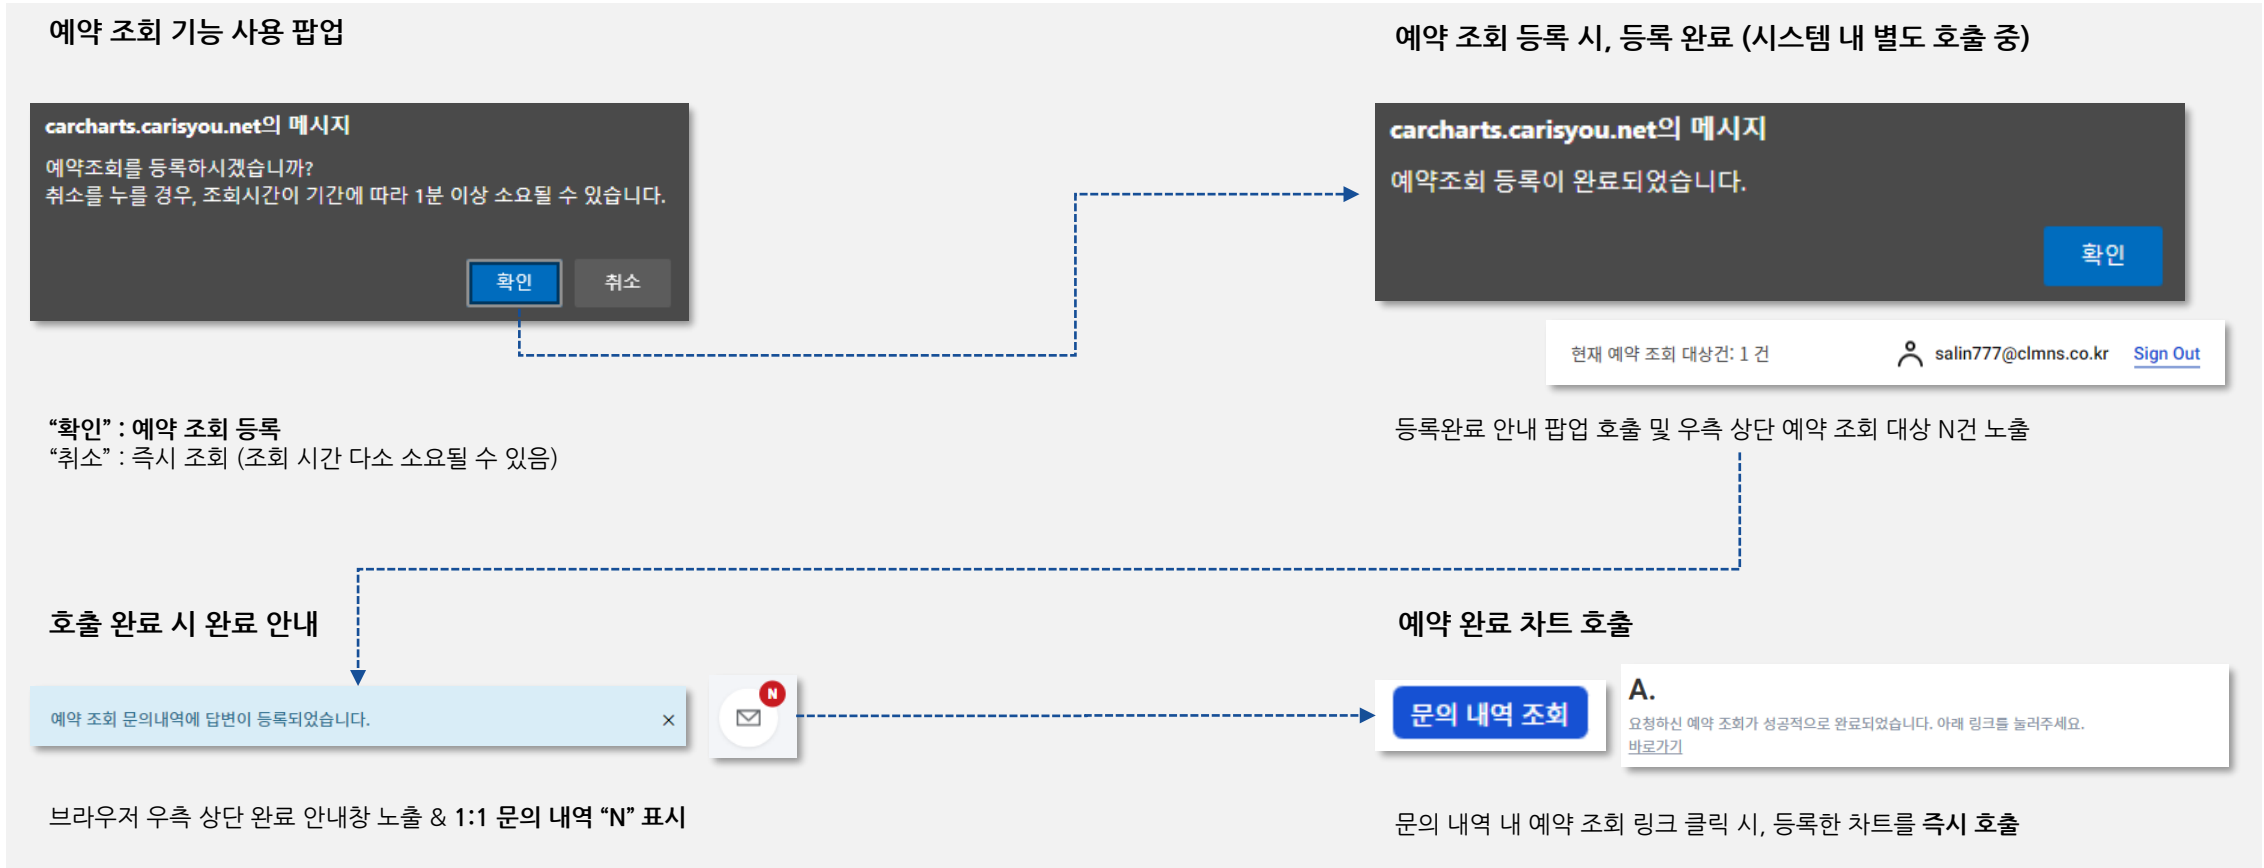 예약 조회 기능 사용 팝업
carcharts.carisyou.net의 메시지
예약조회를 등록하시겠습니까?
취소를 누를 경우, 조회시간이 기간에 따라 1분 이상 소요될 수 있습니다.
확인
취소
“확인” : 예약 조회 등록
“취소” : 즉시 조회 (조회 시간 다소 소요될 수 있음)
예약 조회 등록 시, 등록 완료 (시스템 내 별도 호출 중)
carcharts.carisyou.net의 메시지
예약조회 등록이 완료되었습니다.
확인
현재 예약 조회 대상건: 1 건
salin777@clmns.co.kr
Sign Out
등록완료 안내 팝업 호출 및 우측 상단 예약 조회 대상 N건 노출
호출 완료 시 완료 안내
예약 조회 문의내역에 답변이 등록되었습니다.
×
N
브라우저 우측 상단 완료 안내창 노출 & 1:1 문의 내역 “N” 표시
예약 완료 차트 호출
문의 내역 조회
A.
요청하신 예약 조회가 성공적으로 완료되었습니다. 아래 링크를 눌러주세요.
바로가기
문의 내역 내 예약 조회 링크 클릭 시, 등록한 차트를 즉시 호출